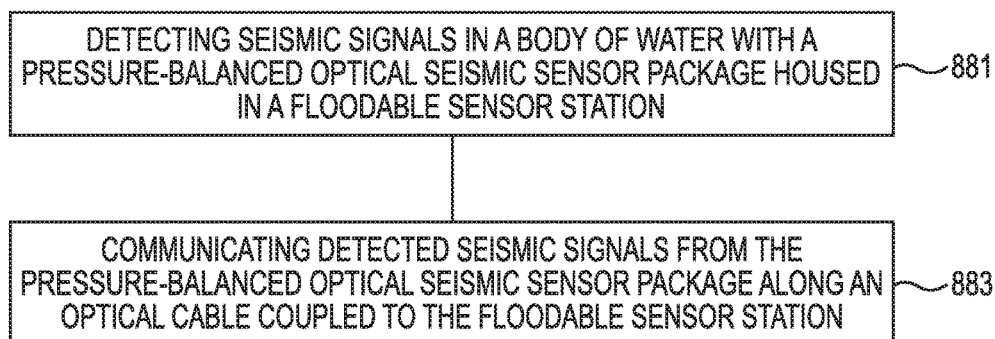 DETECTING SEISMIC SIGNALS IN A BODY OF WATER WITH A
PRESSURE-BALANCED OPTICAL SEISMIC SENSOR PACKAGE HOUSED
IN A FLOODABLE SENSOR STATION
881
COMMUNICATING DETECTED SEISMIC SIGNALS FROM THE
PRESSURE-BALANCED OPTICAL SEISMIC SENSOR PACKAGE ALONG AN
OPTICAL CABLE COUPLED TO THE FLOODABLE SENSOR STATION
883